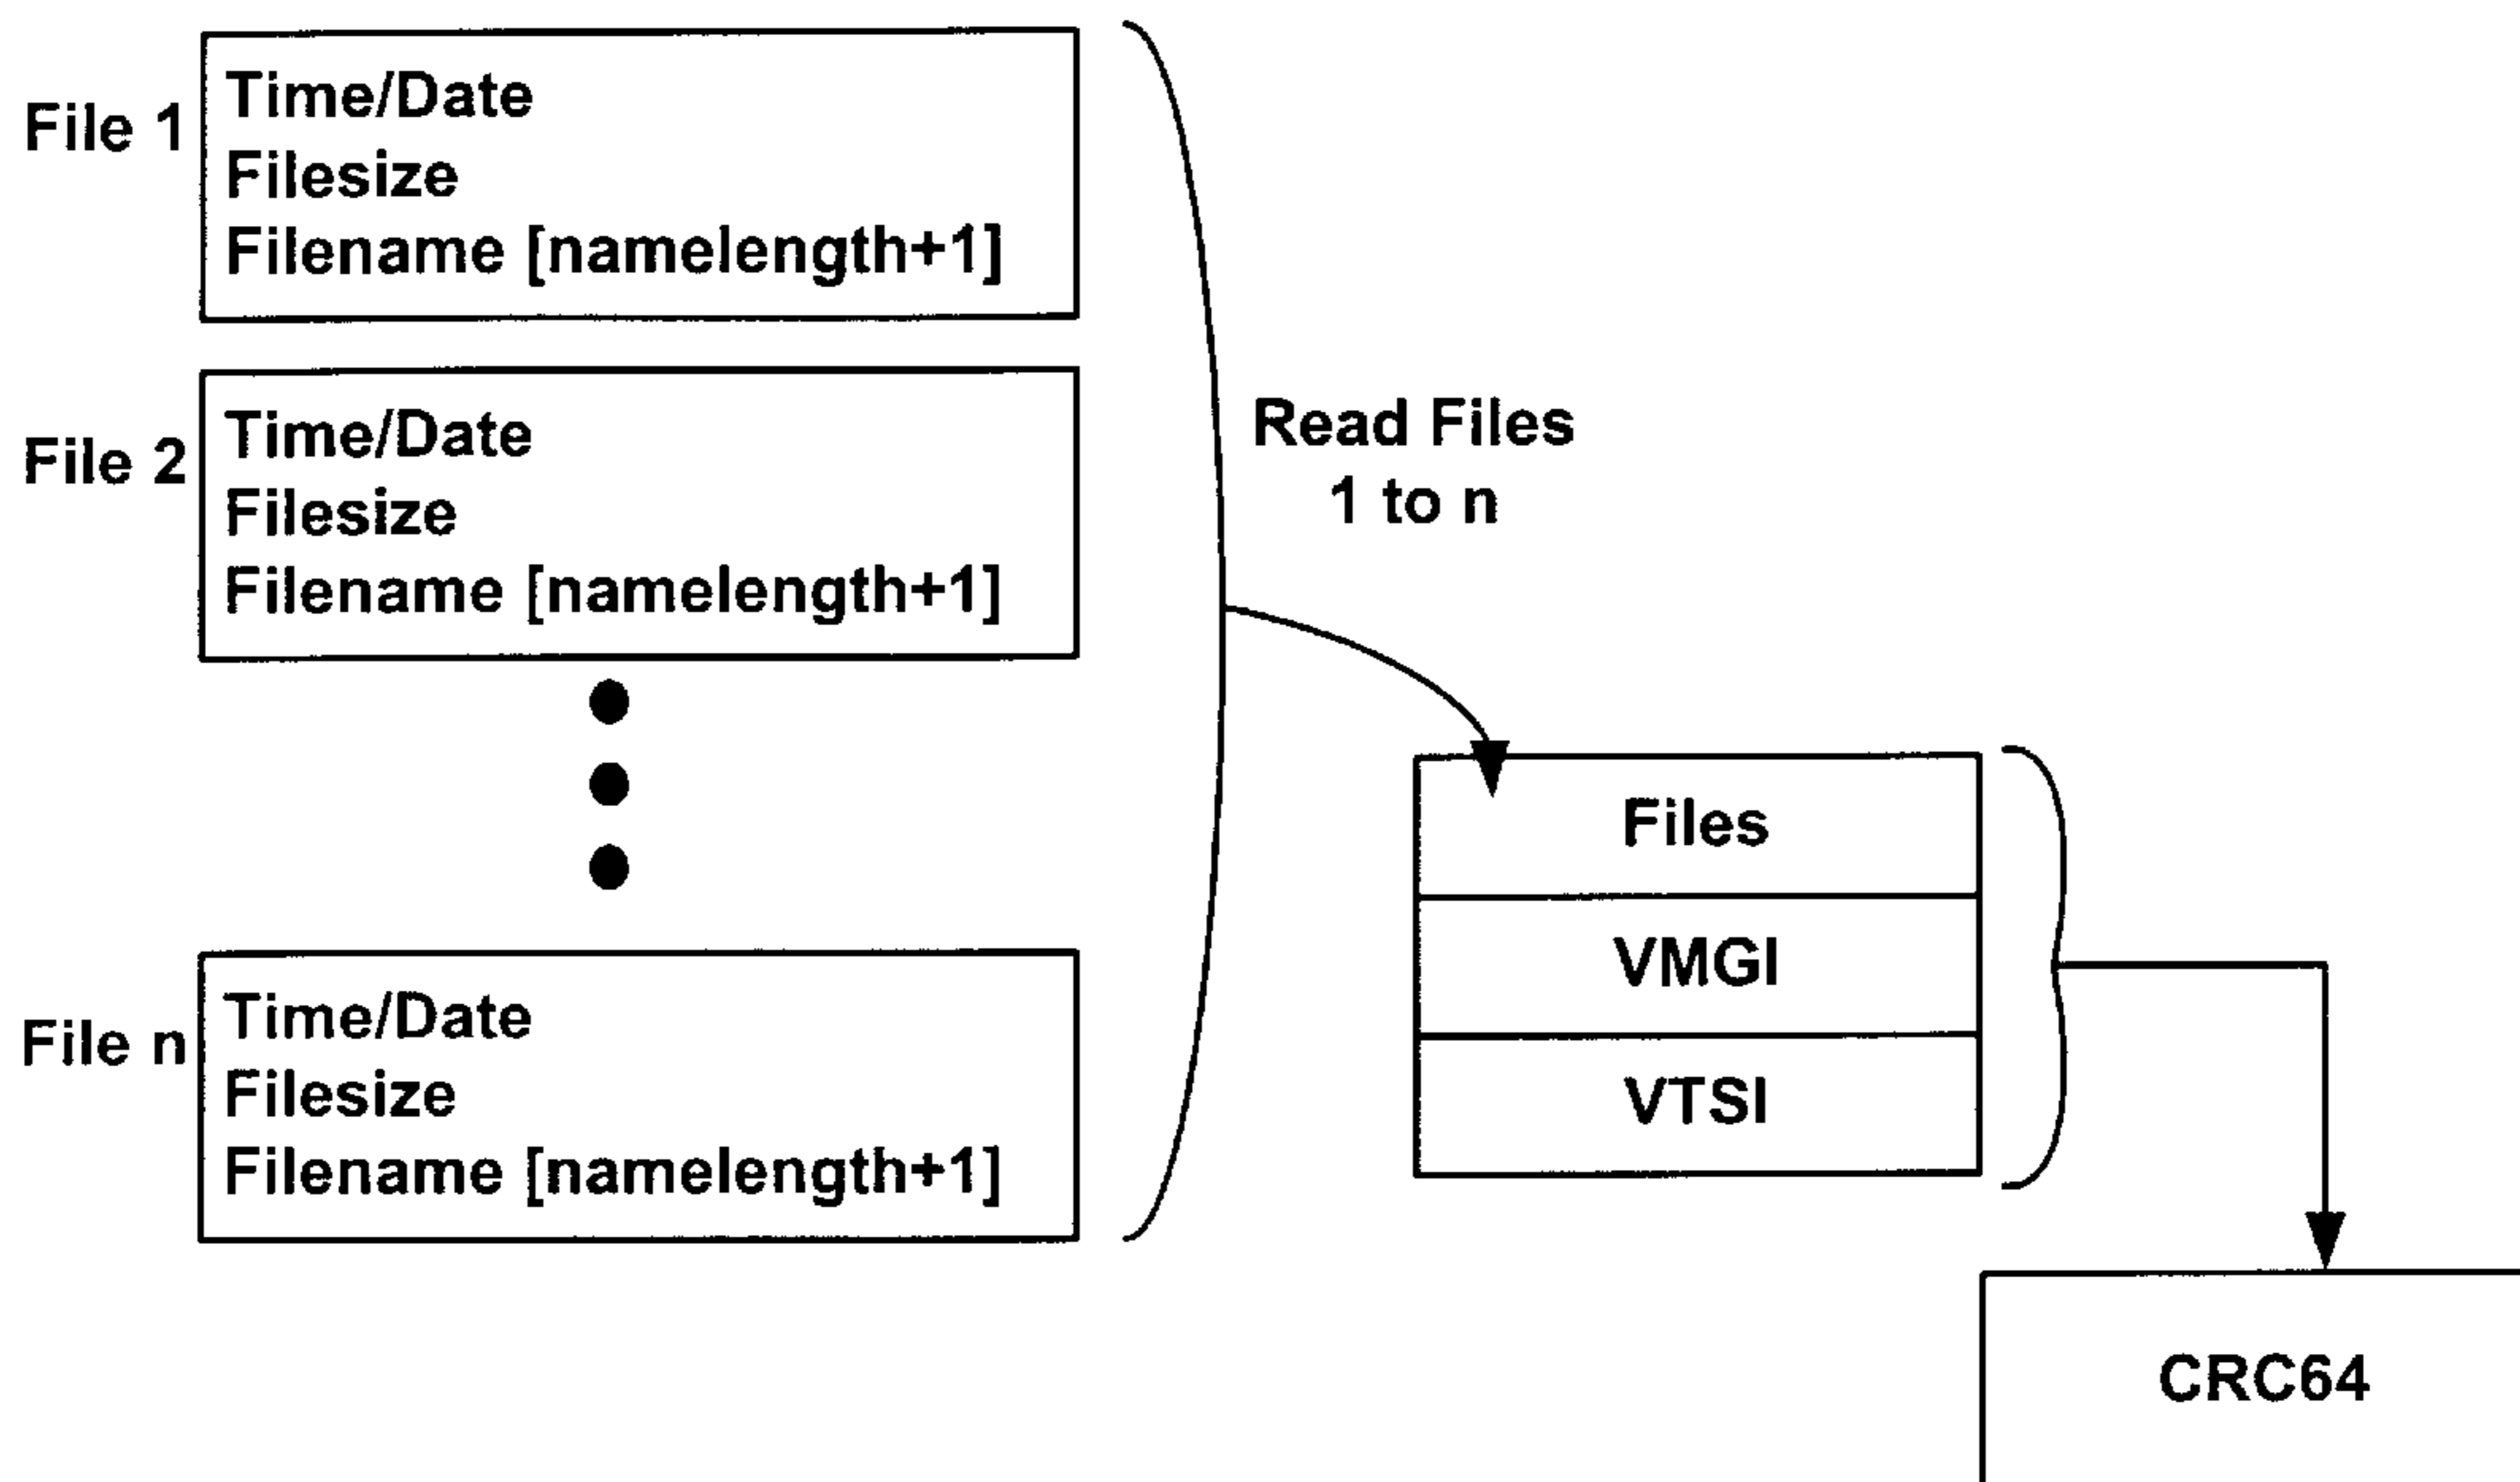 File 1
Time/Date
Filesize
Filename [namelength+1]
File 2
Time/Date
Filesize
Filename [namelength+1]
Read Files
1 to n
File n
Time/Date
Filesize
Filename [namelength+1]
Files
VMGI
VTSI
CRC64